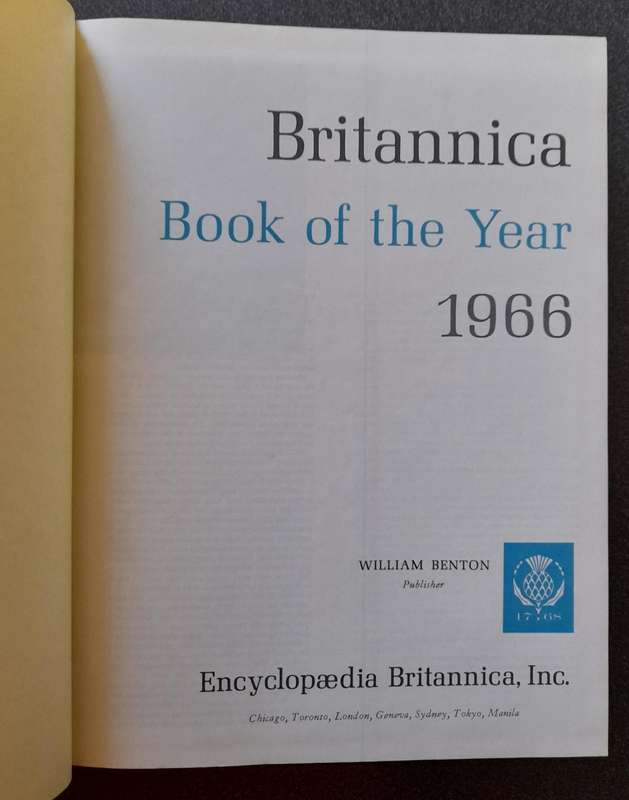 Britannica
Book of the Year
1966
WILLIAM BENTON
Publisher
1768
Encyclopædia Britannica, Inc.
Chicago, Toronto, London, Geneva, Sydney, Tokyo, Manila